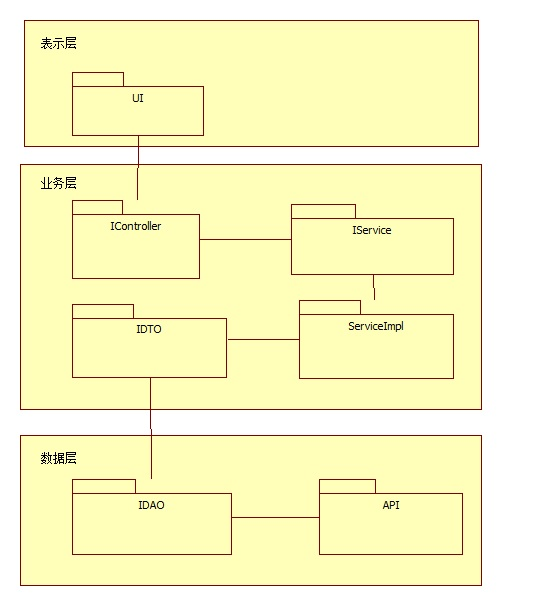 表示层
UI
业务层
IController
IService
IDTO
ServiceImpl
数据层
IDAO
API